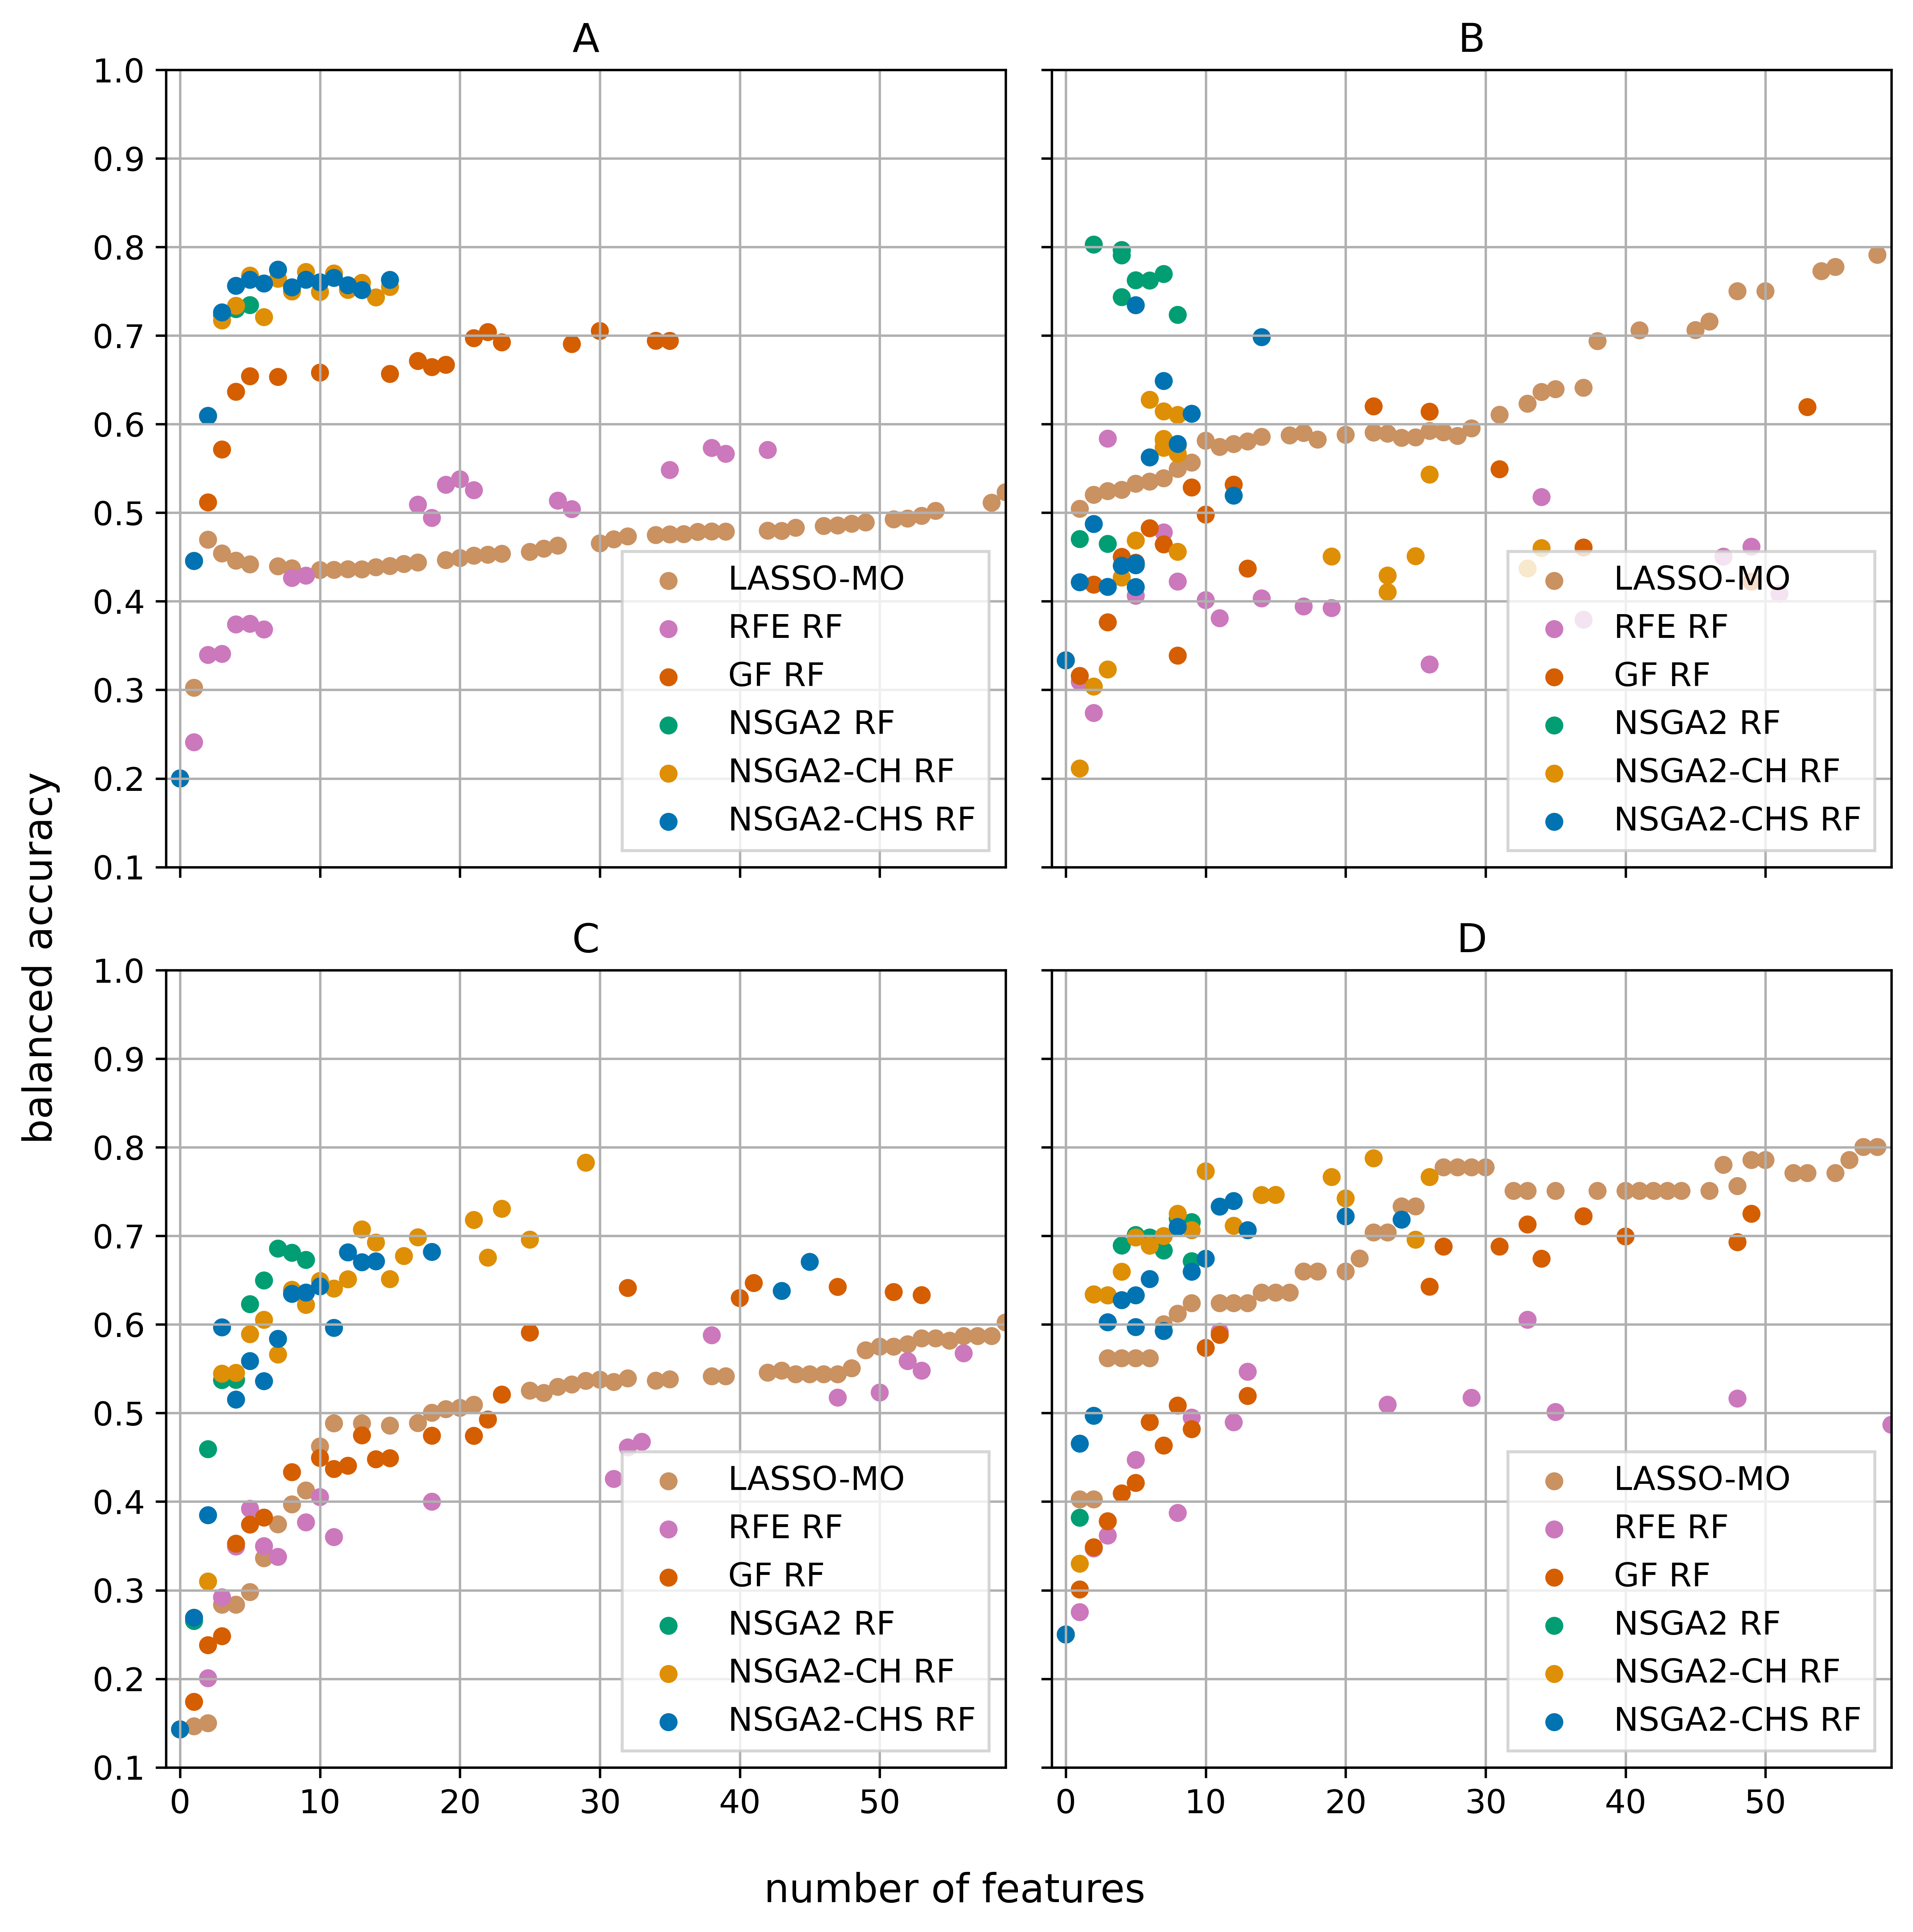 A
B
1.0
0.9
0.8
0.7
0.6
0.5
0.4
0.3
0.2
0.1
LASSO-MO
RFE RF
GF RF
NSGA2 RF
NSGA2-CH RF
NSGA2-CHS RF
LASSO-MO
RFE RF
GF RF
NSGA2 RF
NSGA2-CH RF
NSGA2-CHS RF
balanced accuracy
C
D
1.0
0.9
0.8
0.7
0.6
0.5
0.4
0.3
0.2
0.1
LASSO-MO
RFE RF
GF RF
NSGA2 RF
NSGA2-CH RF
NSGA2-CHS RF
LASSO-MO
RFE RF
GF RF
NSGA2 RF
NSGA2-CH RF
NSGA2-CHS RF
0 10 20 30 40 50
0 10 20 30 40 50
number of features